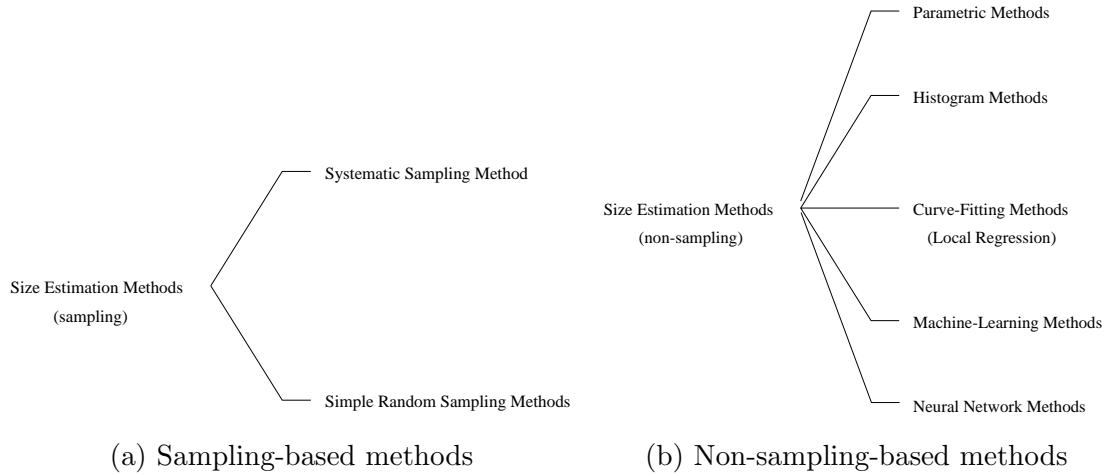 Size Estimation Methods
(sampling)
Systematic Sampling Method
Simple Random Sampling Methods
(a) Sampling-based methods
Size Estimation Methods
(non-sampling)
Parametric Methods
Histogram Methods
Curve-Fitting Methods
(Local Regression)
Machine-Learning Methods
Neural Network Methods
(b) Non-sampling-based methods